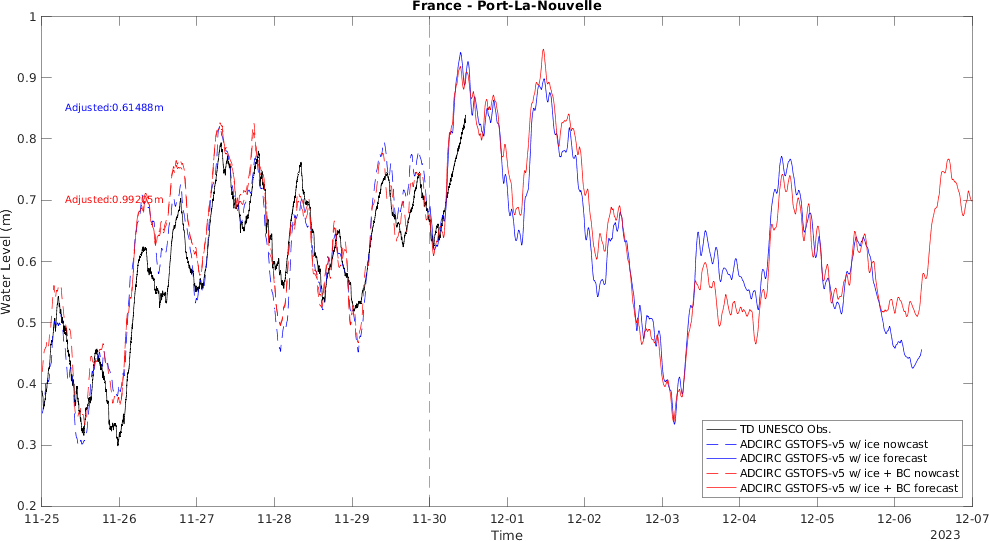 France - Port-La-Nouvelle
1
0.9
0.8
0.7
0.6
0.5
0.4
0.3
0.2
Water Level (m)
Adjusted:0.61488m
TD UNESCO Obs.
ADCIRC GSTOFS-v5 w/ ice nowcast
ADCIRC GSTOFS-v5 w/ ice forecast
ADCIRC GSTOFS-v5 w/ ice + BC nowcast
ADCIRC GSTOFS-v5 w/ ice + BC forecast
11-25 11-26 11-27 11-28 11-29 11-30 12-01 12-02 12-03 12-04 12-05 12-06 12-07
Time
2023